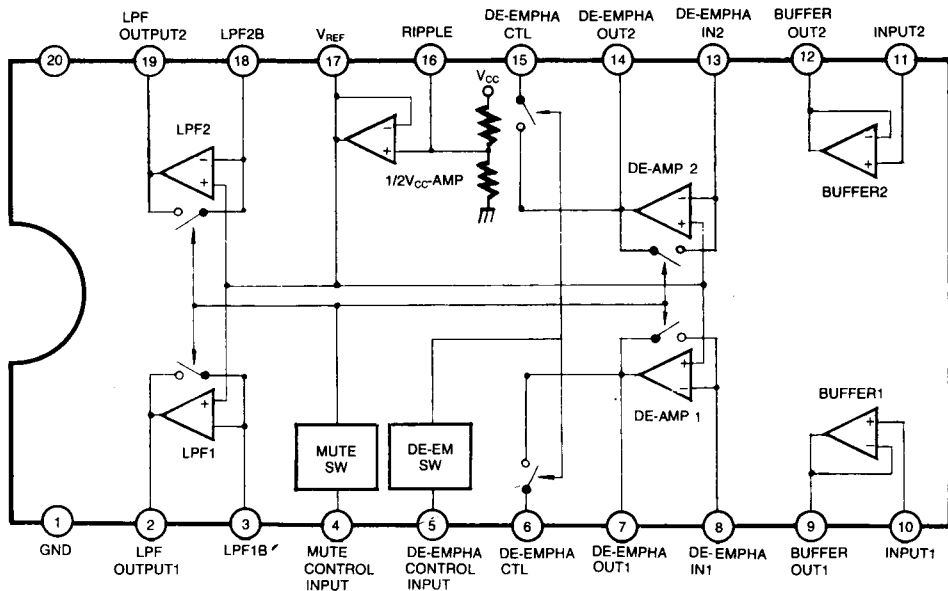 LPF
OUTPUT2
LPF2B
VREF
RIPPLE
DE-EMPHA
CTL
DE-EMPHA
OUT2
DE-EMPHA
IN2
BUFFER
OUT2
INPUT2
20
19
18
17
16
15
14
13
12
11
VCC
LPF2
-
+
-
+
1/2VCC-AMP
DE-AMP 2
-
+
-
+
BUFFER2
+
-
LPF1
MUTE
SW
DE-EM
SW
+
-
DE-AMP 1
BUFFER1
+
-
1
2
3
4
5
6
7
8
9
10
GND
LPF
OUTPUT1
LPF1B
MUTE
CONTROL
INPUT
DE-EMPHA
CONTROL
INPUT
DE-EMPHA
CTL
DE-EMPHA
OUT1
DE-EMPHA
IN1
BUFFER
OUT1
INPUT1